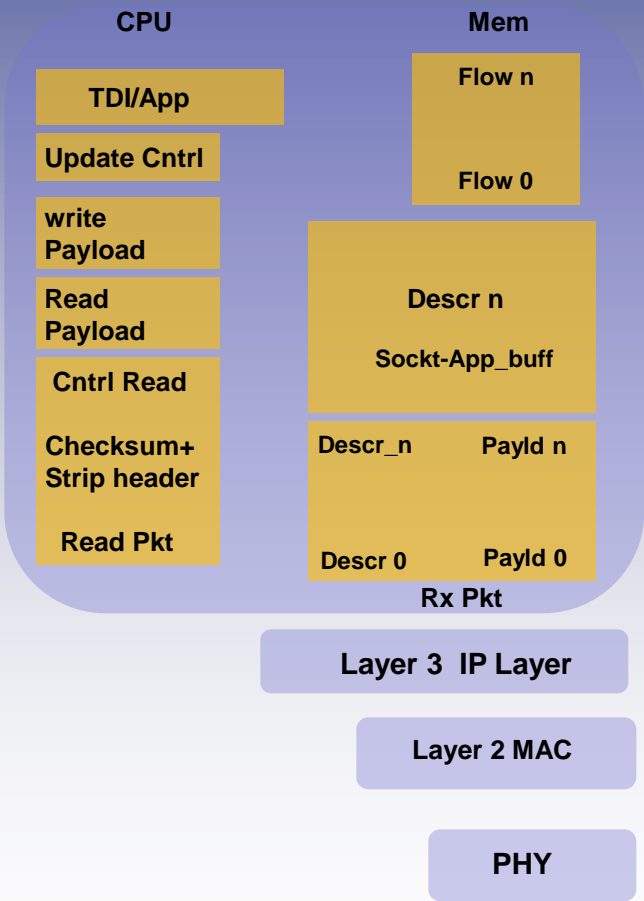 CPU
Mem
TDI/App
Update Cntrl
write
Payload
Read
Payload
Cntrl Read
Checksum+
Strip header
Read Pkt
Flow n
Flow 0
Descr n
Sockt-App_buff
Descr_n Payld n
Descr 0 Payld 0
Rx Pkt
Layer 3 IP Layer
Layer 2 MAC
PHY